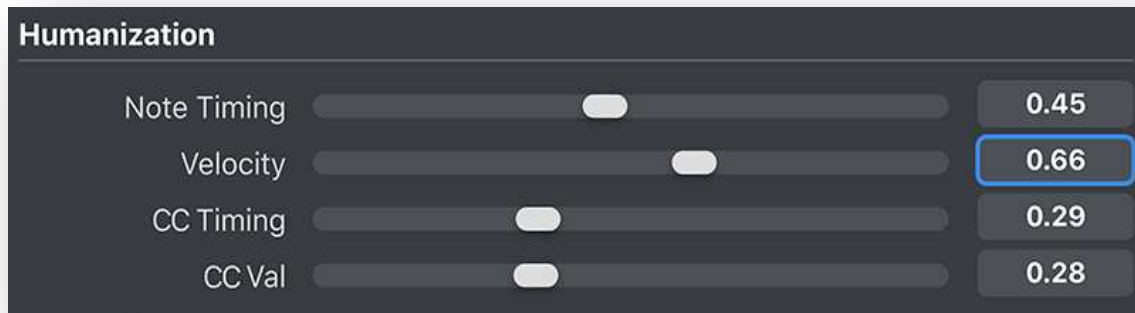 Humanization
Note Timing 0.45
Velocity 0.66
CC Timing 0.29
CC Val 0.28